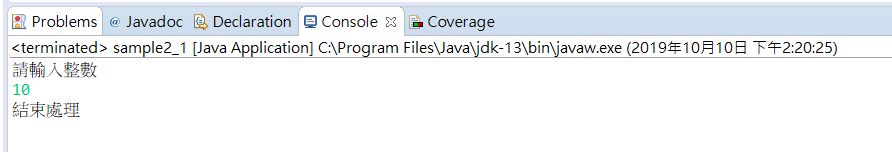 Problems @ Javadoc Declaration Console Coverage
<terminated> sample2_1 [Java Application] C:\Program Files\Java\jdk-13\bin\javaw.exe (2019年10月10日 下午2:20:25)
請輸入整數
10
結束處理